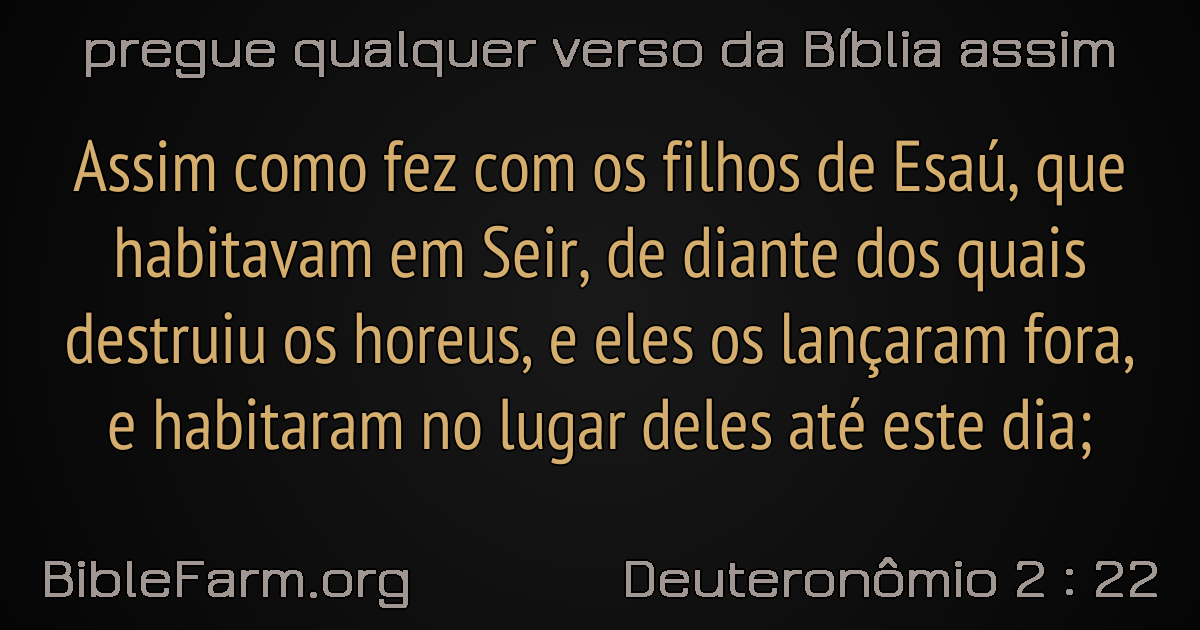 pregue qualquer verso da Bíblia assim
Assim como fez com os filhos de Esaú, que
habitavam em Seir, de diante dos quais
destruiu os horeus, e eles os lançaram fora,
e habitaram no lugar deles até este dia;
BibleFarm.org
Deuteronômio 2 : 22